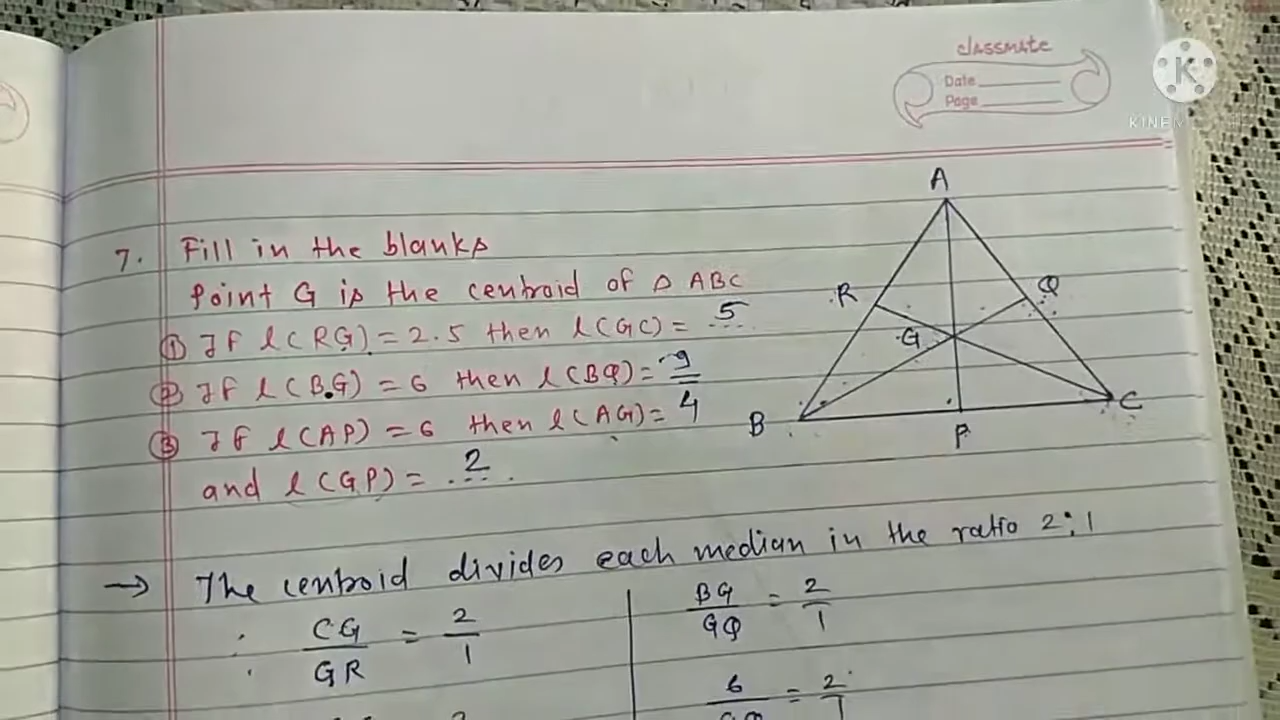 classmate
Date
Page
KINEM
A
7. Fill in the blanks
Point G is the centroid of △ ABC
① If l(RG) = 2.5 then l(GC) = 5
② If l(BG) = 6 then l(BQ) = 9
③ If l(AP) = 6 then l(AG) = 4
and l(GP) = 2
R
Q
G
B
C
P
→ The centroid divides each median in the ratio 2:1
∴ CG/GR = 2/1
BG/GQ = 2/1
6/GQ = 2/1